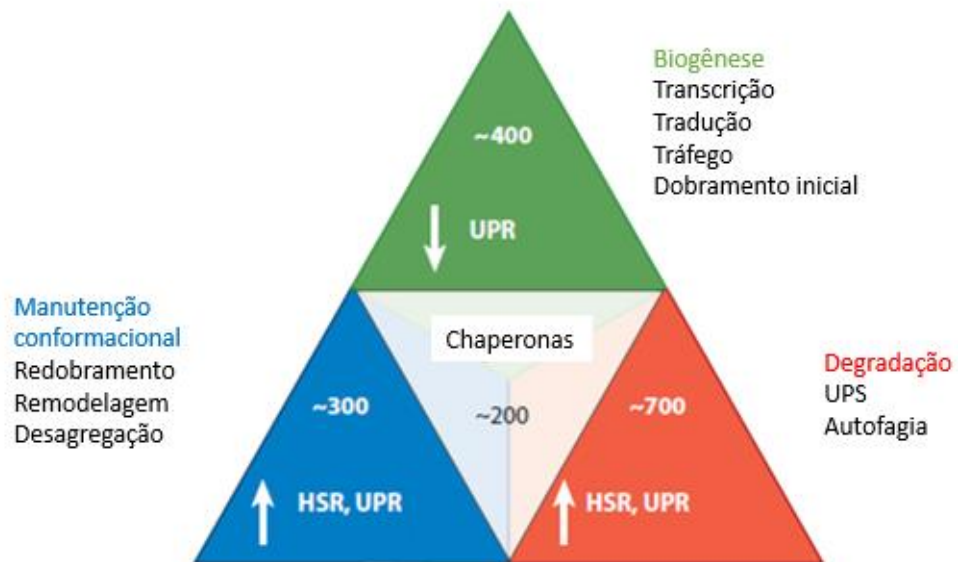 Biogênese
Transcrição
Tradução
Tráfego
Dobramento inicial
~400
UPR
Manutenção
conformacional
Redobramento
Remodelagem
Desagregação
Chaperonas
~300
~200
~700
Degradação
UPS
Autofagia
HSR, UPR
HSR, UPR